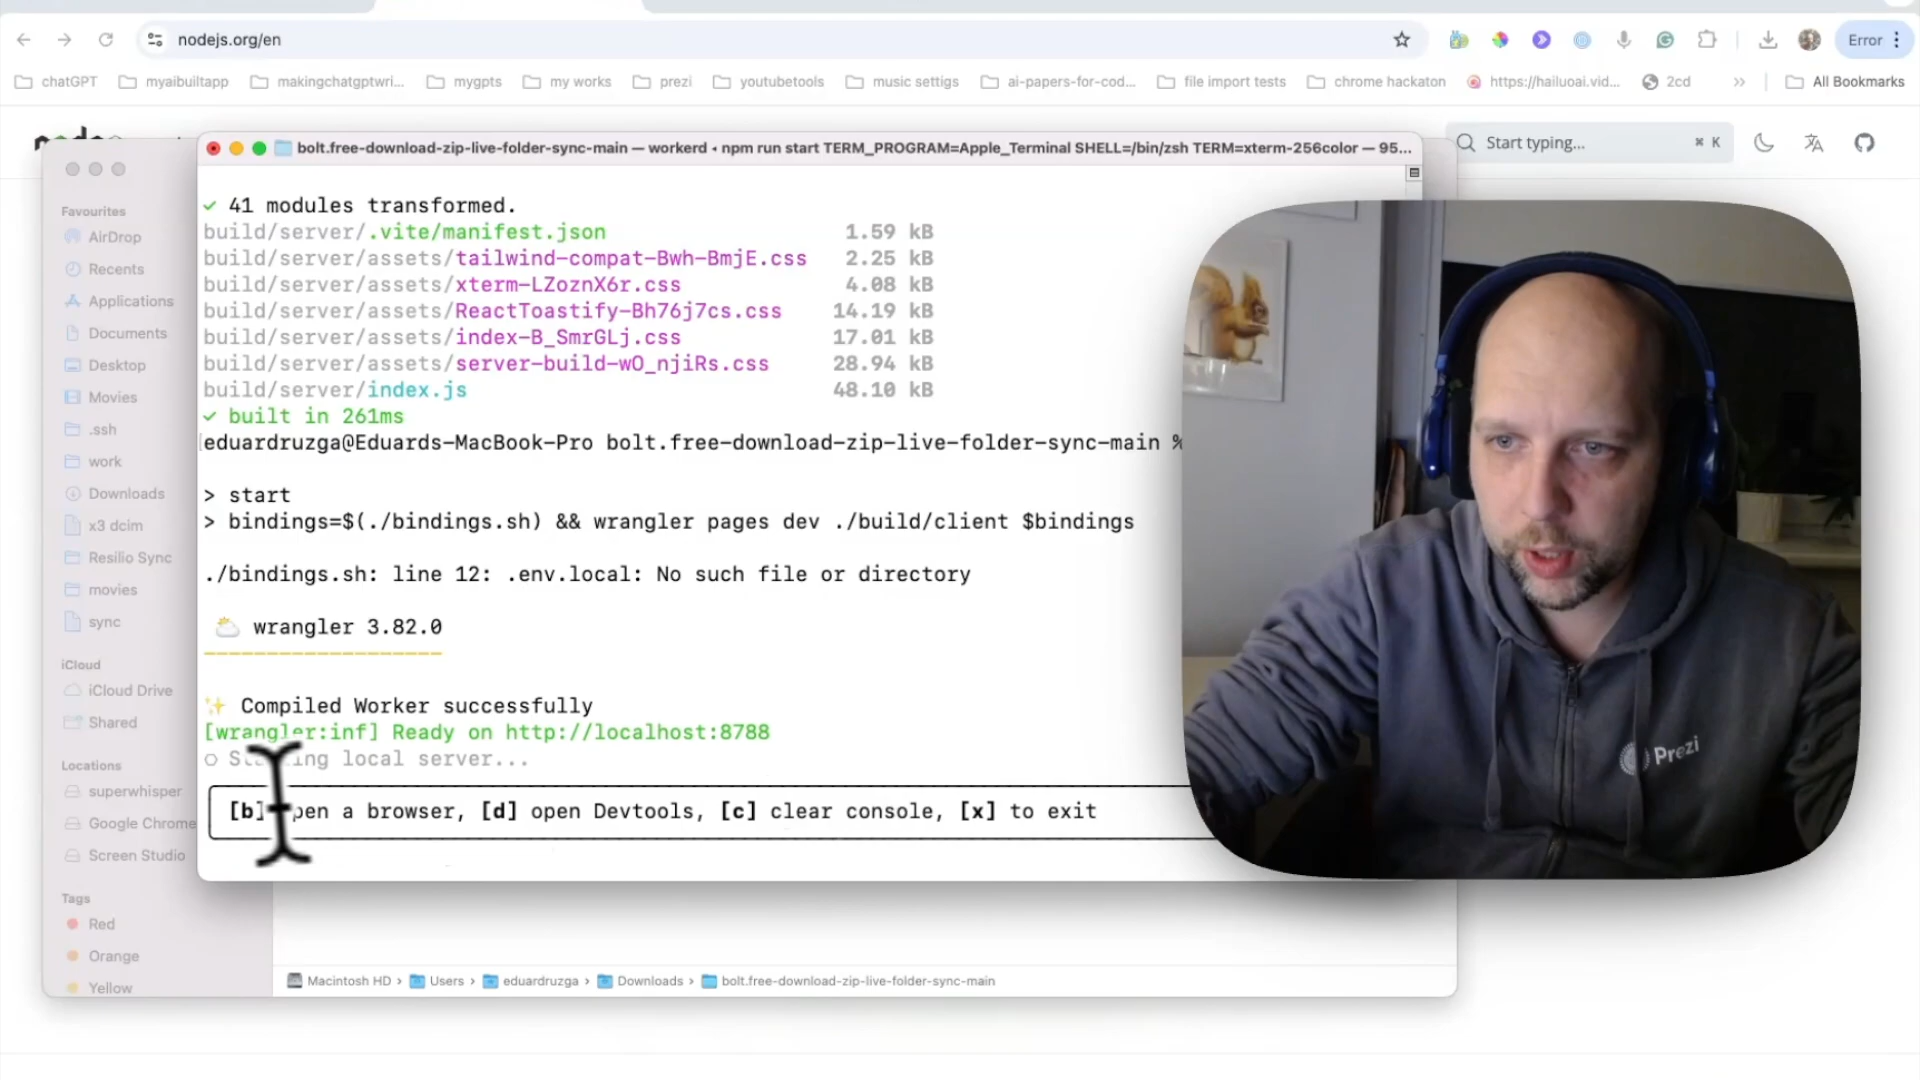 nodejs.org/en
Error
chatGPT
myaibuiltapp
makingchatgptwri...
mygpts
my works
prezi
youtubetools
music settigs
ai-papers-for-cod...
file import tests
chrome hackaton
https://hailuoai.vid...
2cd
»
All Bookmarks
Start typing...
⌘ K
bolt.free-download-zip-live-folder-sync-main — workerd ◂ npm run start TERM_PROGRAM=Apple_Terminal SHELL=/bin/zsh TERM=xterm-256color — 95...
Favourites
AirDrop
Recents
Applications
Documents
Desktop
Movies
.ssh
work
Downloads
x3 dcim
Resilio Sync
movies
sync
iCloud
iCloud Drive
Shared
Locations
superwhisper
Google Chrome
Screen Studio
Tags
Red
Orange
Yellow
✓ 41 modules transformed.
build/server/.vite/manifest.json 1.59 kB
build/server/assets/tailwind-compat-Bwh-BmjE.css 2.25 kB
build/server/assets/xterm-LZoznX6r.css 4.08 kB
build/server/assets/ReactToastify-Bh76j7cs.css 14.19 kB
build/server/assets/index-B_SmrGLj.css 17.01 kB
build/server/assets/server-build-wO_njiRs.css 28.94 kB
build/server/index.js 48.10 kB
✓ built in 261ms
eduardruzga@Eduards-MacBook-Pro bolt.free-download-zip-live-folder-sync-main %
> start
> bindings=$(./bindings.sh) && wrangler pages dev ./build/client $bindings
./bindings.sh: line 12: .env.local: No such file or directory
wrangler 3.82.0
✨ Compiled Worker successfully
[wrangler:inf] Ready on http://localhost:8788
local server...
[b] open a browser, [d] open Devtools, [c] clear console, [x] to exit
Macintosh HD › Users › eduardruzga › Downloads › bolt.free-download-zip-live-folder-sync-main
Prezi